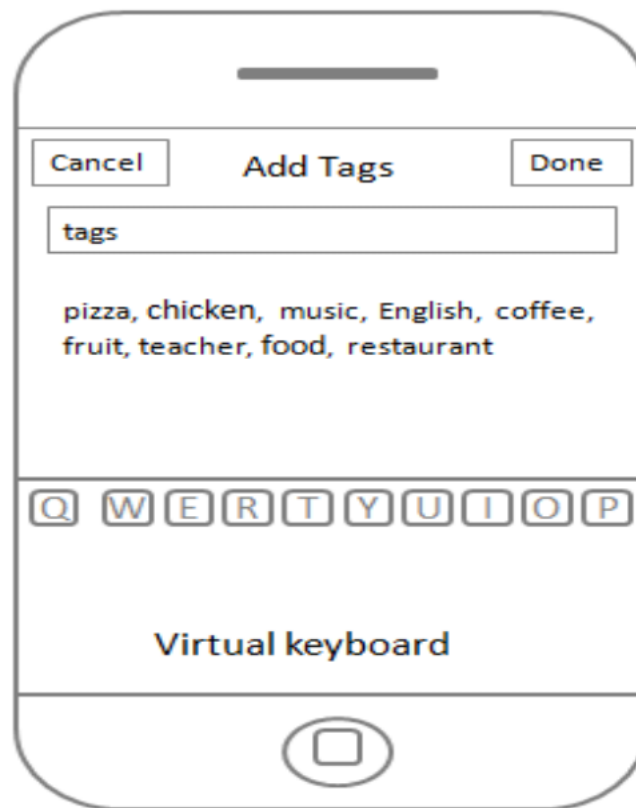 Cancel Add Tags Done
tags
pizza, chicken, music, English, coffee,
fruit, teacher, food, restaurant
Q W E R T Y U I O P
Virtual keyboard